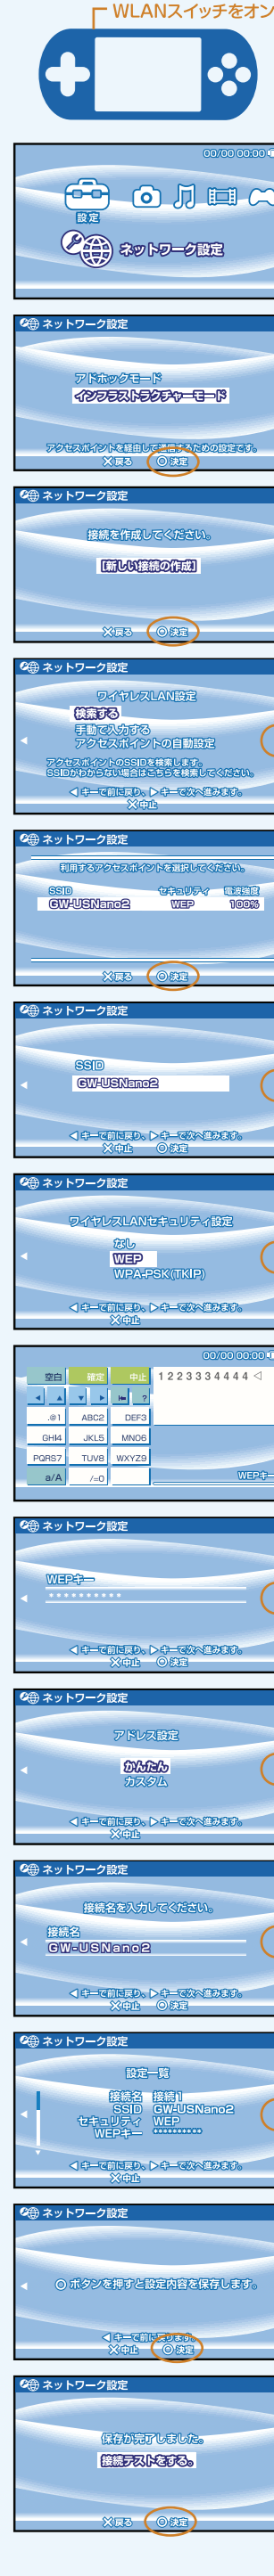 WLANスイッチをオン
00/00 00:00
設定
ネットワーク設定
ネットワーク設定
アドホックモード
インフラストラクチャーモード
アクセスポイントを経由して通信するための設定です。
×戻る ○決定
ネットワーク設定
接続を作成してください。
[新しい接続の作成]
×戻る ○決定
ネットワーク設定
ワイヤレスLAN設定
検索する
手動で入力する
アクセスポイントの自動設定
アクセスポイントのSSIDを検索します。
SSIDがわからない場合はこちらを検索してください。
◀ キーで前に戻り、▶ キーで次へ進みます。
×中止
ネットワーク設定
利用するアクセスポイントを選択してください。
SSID セキュリティ 電波強度
GW-USNano2 WEP 100%
×戻る ○決定
ネットワーク設定
SSID
GW-USNano2
◀ キーで前に戻り、▶ キーで次へ進みます。
×中止 ○決定
ネットワーク設定
ワイヤレスLANセキュリティ設定
なし
WEP
WPA-PSK(TKIP)
◀ キーで前に戻り、▶ キーで次へ進みます。
×中止
00/00 00:00
空白 確定 中止 1 2 2 3 3 3 4 4 4 4 ◁
◀ ▲ ▼ ▶ ?
.@1 ABC2 DEF3
GHI4 JKL5 MNO6
PQRS7 TUV8 WXYZ9
a/A /=0 WEPキー
ネットワーク設定
WEPキー
**********
◀ キーで前に戻り、▶ キーで次へ進みます。
×中止 ○決定
ネットワーク設定
アドレス設定
かんたん
カスタム
◀ キーで前に戻り、▶ キーで次へ進みます。
×中止
ネットワーク設定
接続名を入力してください。
接続名
GW-USNano2
◀ キーで前に戻り、▶ キーで次へ進みます。
×中止 ○決定
ネットワーク設定
設定一覧
接続名 接続1
SSID GW-USNano2
セキュリティ WEP
WEPキー **********
◀ キーで前に戻り、▶ キーで次へ進みます。
×中止
ネットワーク設定
○ ボタンを押すと設定内容を保存します。
◀ キーで前に戻ります。
×中止 ○決定
ネットワーク設定
保存が完了しました。
接続テストをする。
×戻る ○決定